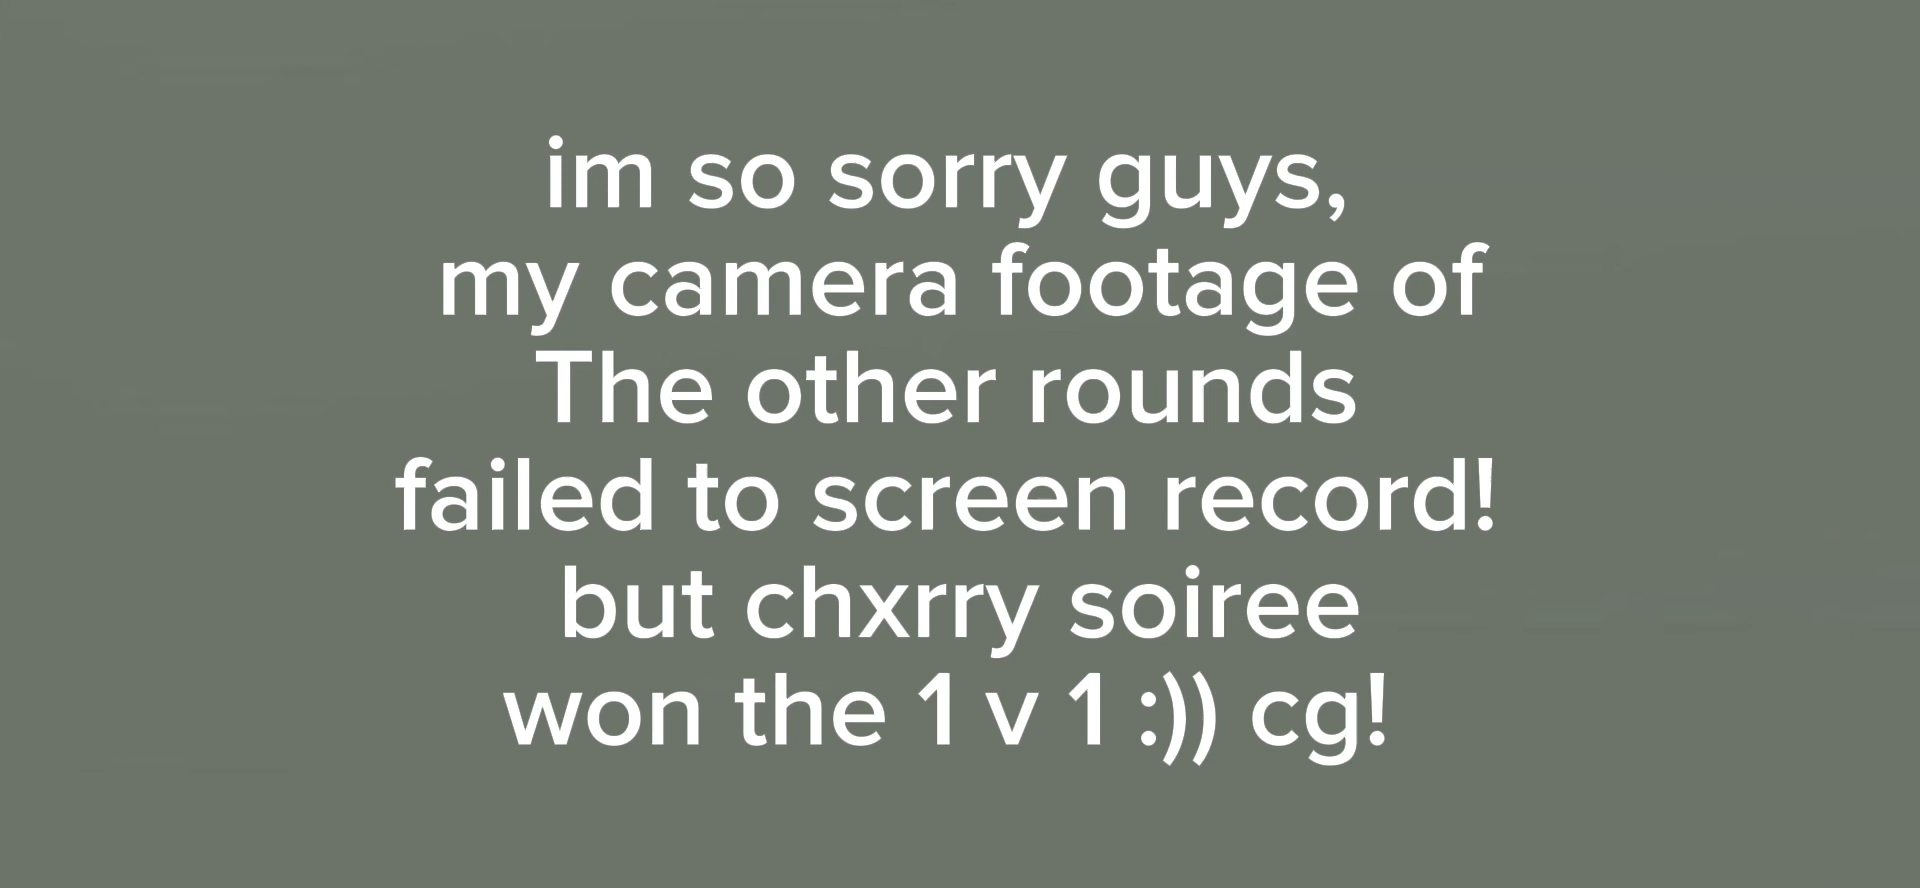 im so sorry guys,
my camera footage of
The other rounds
failed to screen record!
but chxrry soiree
won the 1 v 1 :)) cg!